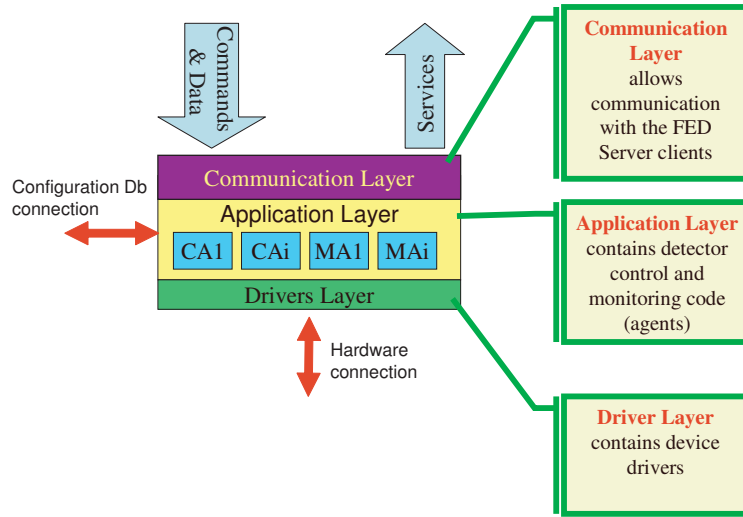 Commands
& Data
Services
Communication Layer
Configuration Db
connection
Application Layer
CA1
CAi
MA1
MAi
Drivers Layer
Hardware
connection
Communication
Layer
allows
communication
with the FED
Server clients
Application Layer
contains detector
control and
monitoring code
(agents)
Driver Layer
contains device
drivers